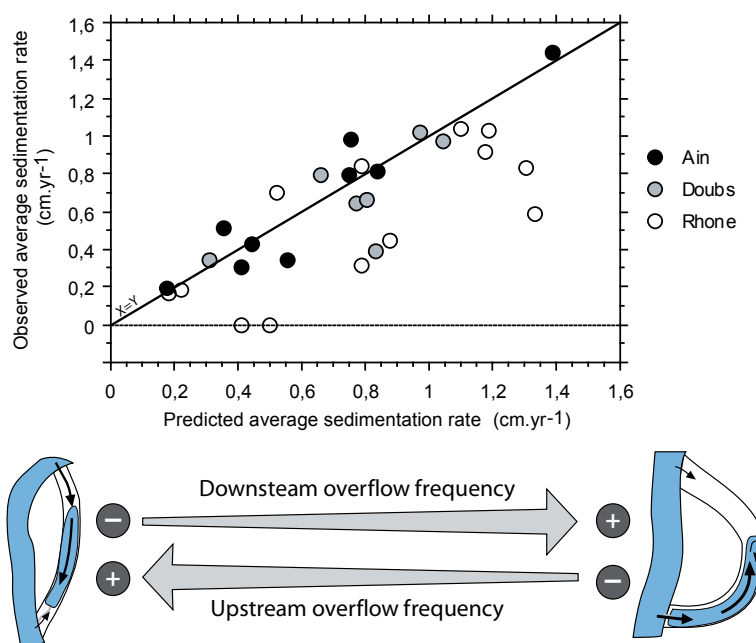 Observed average sedimentation rate
(cm.yr-1)
1,6
1,4
1,2
1
0,8
0,6
0,4
0,2
0
X=Y
0
0,2
0,4
0,6
0,8
1
1,2
1,4
1,6
Predicted average sedimentation rate (cm.yr-1)
Ain
Doubs
Rhone
Downsteam overflow frequency
− +
+ −
Upstream overflow frequency